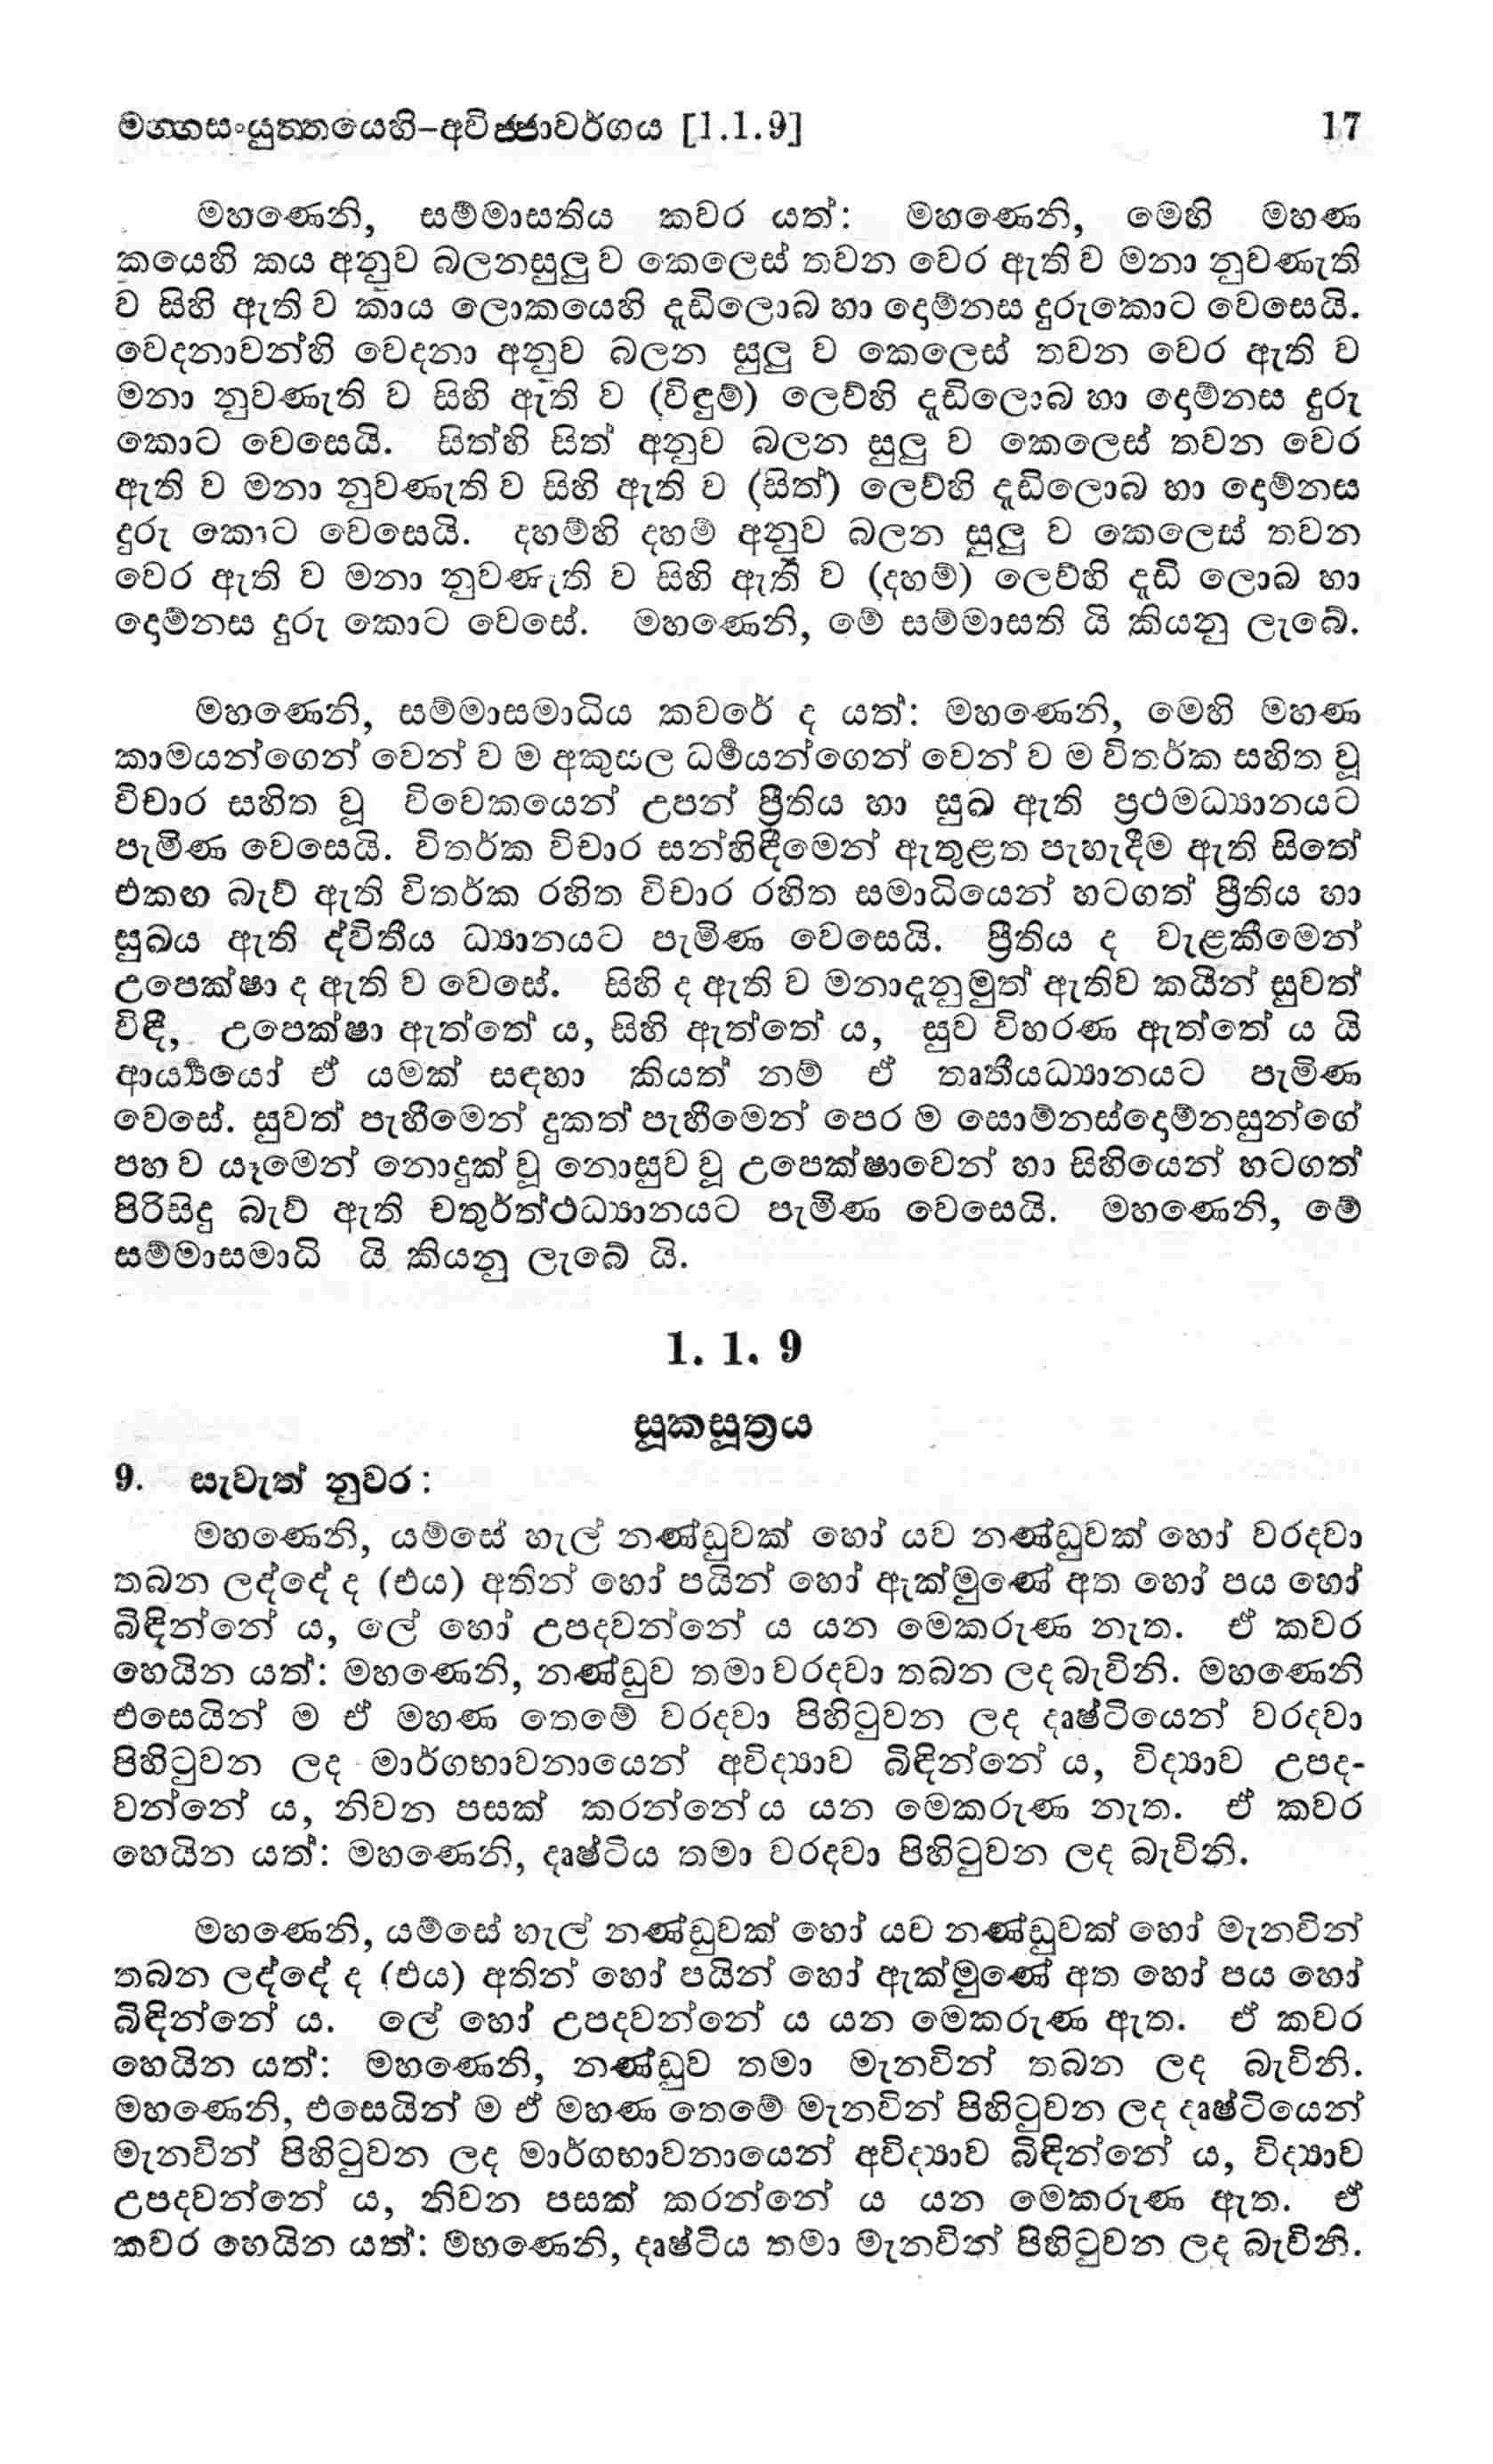 මග්ගසංයුත්තයෙහි–අවිජ්ජාවර්ගය [1.1.9] 17
මහණෙනි, සම්මාසතිය කවර යත්: මහණෙනි, මෙහි මහණ
කයෙහි කය අනුව බලනසුලු ව කෙලෙස් තවන වෙර ඇති ව මනා නුවණැති
ව සිහි ඇති ව කාය ලොකයෙහි දැඩිලොබ හා දොම්නස දුරුකොට වෙසෙයි.
වෙදනාවන්හි වෙදනා අනුව බලන සුලු ව කෙලෙස් තවන වෙර ඇති ව
මනා නුවණැති ව සිහි ඇති ව (විඳුම්) ලෙව්හි දැඩිලොබ හා දොම්නස දුරු
කොට වෙසෙයි. සිත්හි සිත් අනුව බලන සුලු ව කෙලෙස් තවන වෙර
ඇති ව මනා නුවණැති ව සිහි ඇති ව (සිත්) ලෙව්හි දැඩිලොබ හා දොම්නස
දුරු කොට වෙසෙයි. දහම්හි දහම් අනුව බලන සුලු ව කෙලෙස් තවන
වෙර ඇති ව මනා නුවණැති ව සිහි ඇති ව (දහම්) ලෙව්හි දැඩි ලොබ හා
දොම්නස දුරු කොට වෙසේ. මහණෙනි, මේ සම්මාසති යි කියනු ලැබේ.
මහණෙනි, සම්මාසමාධිය කවරේ ද යත්: මහණෙනි, මෙහි මහණ
කාමයන්ගෙන් වෙන් ව ම අකුසල ධර්‍මයන්ගෙන් වෙන් ව ම විතර්ක සහිත වූ
විචාර සහිත වූ විවෙකයෙන් උපන් ප්‍රීතිය හා සුඛ ඇති ප්‍රථමධ්‍යානයට
පැමිණ වෙසෙයි. විතර්ක විචාර සන්හිඳීමෙන් ඇතුළත පැහැදීම ඇති සිතේ
එකඟ බැව් ඇති විතර්ක රහිත විචාර රහිත සමාධියෙන් හටගත් ප්‍රීතිය හා
සුඛය ඇති ද්විතීය ධ්‍යානයට පැමිණ වෙසෙයි. ප්‍රීතිය ද වැළකීමෙන්
උපෙක්ෂා ද ඇති ව වෙසේ. සිහි ද ඇති ව මනාදැනුමුත් ඇතිව කයින් සුවත්
විඳී, උපෙක්ෂා ඇත්තේ ය, සිහි ඇත්තේ ය, සුව විහරණ ඇත්තේ ය යි
ආර්‍ය්‍යයෝ ඒ යමක් සඳහා කියත් නම් ඒ තෘතීයධ්‍යානයට පැමිණ
වෙසේ. සුවත් පැහීමෙන් දුකත් පැහීමෙන් පෙර ම සොම්නස්දොම්නසුන්ගේ
පහ ව යෑමෙන් නොදුක් වූ නොසුව වූ උපෙක්ෂාවෙන් හා සිහියෙන් හටගත්
පිරිසිදු බැව් ඇති චතුර්ත්ථධ්‍යානයට පැමිණ වෙසෙයි. මහණෙනි, මේ
සම්මාසමාධි යි කියනු ලැබේ යි.
1. 1. 9
සූකසූත්‍රය
9. සැවැත් නුවර:
මහණෙනි, යම්සේ හැල් නණ්ඩුවක් හෝ යව නණ්ඩුවක් හෝ වරදවා
තබන ලද්දේ ද (එය) අතින් හෝ පයින් හෝ ඇක්මුණේ අත හෝ පය හෝ
බිඳින්නේ ය, ලේ හෝ උපදවන්නේ ය යන මෙකරුණ නැත. ඒ කවර
හෙයින යත්: මහණෙනි, නණ්ඩුව තමා වරදවා තබන ලද බැවිනි. මහණෙනි
එසෙයින් ම ඒ මහණ තෙමේ වරදවා පිහිටුවන ලද දෘෂ්ටියෙන් වරදවා
පිහිටුවන ලද මාර්ගභාවනායෙන් අවිද්‍යාව බිඳින්නේ ය, විද්‍යාව උපද-
වන්නේ ය, නිවන පසක් කරන්නේ ය යන මෙකරුණ නැත. ඒ කවර
හෙයින යත්: මහණෙනි, දෘෂ්ටිය තමා වරදවා පිහිටුවන ලද බැවිනි.
මහණෙනි, යම්සේ හැල් නණ්ඩුවක් හෝ යව නණ්ඩුවක් හෝ මැනවින්
තබන ලද්දේ ද (එය) අතින් හෝ පයින් හෝ ඇක්මුණේ අත හෝ පය හෝ
බිඳින්නේ ය. ලේ හෝ උපදවන්නේ ය යන මෙකරුණ ඇත. ඒ කවර
හෙයින යත්: මහණෙනි, නණ්ඩුව තමා මැනවින් තබන ලද බැවිනි.
මහණෙනි, එසෙයින් ම ඒ මහණ තෙමේ මැනවින් පිහිටුවන ලද දෘෂ්ටියෙන්
මැනවින් පිහිටුවන ලද මාර්ගභාවනායෙන් අවිද්‍යාව බිඳින්නේ ය, විද්‍යාව
උපදවන්නේ ය, නිවන පසක් කරන්නේ ය යන මෙකරුණ ඇත. ඒ
කවර හෙයින යත්: මහණෙනි, දෘෂ්ටිය තමා මැනවින් පිහිටුවන ලද බැවිනි.